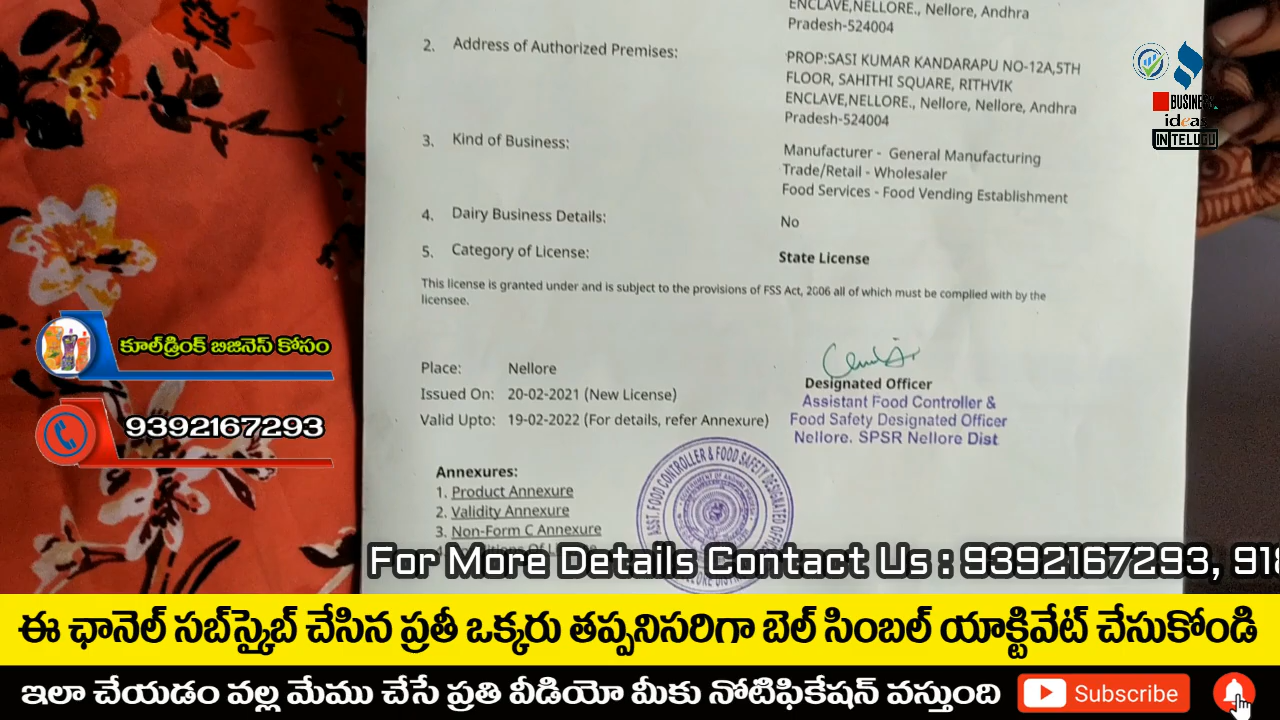 ENCLAVE,NELLORE., Nellore, Andhra
Pradesh-524004
2. Address of Authorized Premises:
PROP:SASI KUMAR KANDARAPU NO-12A,5TH
FLOOR, SAHITHI SQUARE, RITHVIK
ENCLAVE,NELLORE., Nellore, Nellore, Andhra
Pradesh-524004
3. Kind of Business:
Manufacturer - General Manufacturing
Trade/Retail - Wholesaler
Food Services - Food Vending Establishment
4. Dairy Business Details: No
5. Category of License: State License
This license is granted under and is subject to the provisions of FSS Act, 2006 all of which must be complied with by the
licensee.
Place: Nellore
Issued On: 20-02-2021 (New License)
Valid Upto: 19-02-2022 (For details, refer Annexure)
Designated Officer
Assistant Food Controller &
Food Safety Designated Officer
Nellore. SPSR Nellore Dist
Annexures:
1. Product Annexure
2. Validity Annexure
3. Non-Form C Annexure
ASST. FOOD CONTROLLER & FOOD SAFETY DESIGNATED
BUSINESS
ideas
IN TELUGU
కూల్‌డ్రింక్ బిజినెస్ కోసం
9392167293
For More Details Contact Us : 9392167293, 918
ఈ ఛానెల్ సబ్‌స్క్రైబ్ చేసిన ప్రతీ ఒక్కరు తప్పనిసరిగా బెల్ సింబల్ యాక్టివేట్ చేసుకోండి
ఇలా చేయడం వల్ల మేము చేసే ప్రతి వీడియో మీకు నోటిఫికేషన్ వస్తుంది
Subscribe